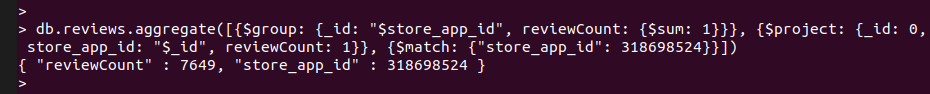 >
> db.reviews.aggregate([{$group: {_id: "$store_app_id", reviewCount: {$sum: 1}}}, {$project: {_id: 0,
store_app_id: "$_id", reviewCount: 1}}, {$match: {"store_app_id": 318698524}}])
{ "reviewCount" : 7649, "store_app_id" : 318698524 }
>